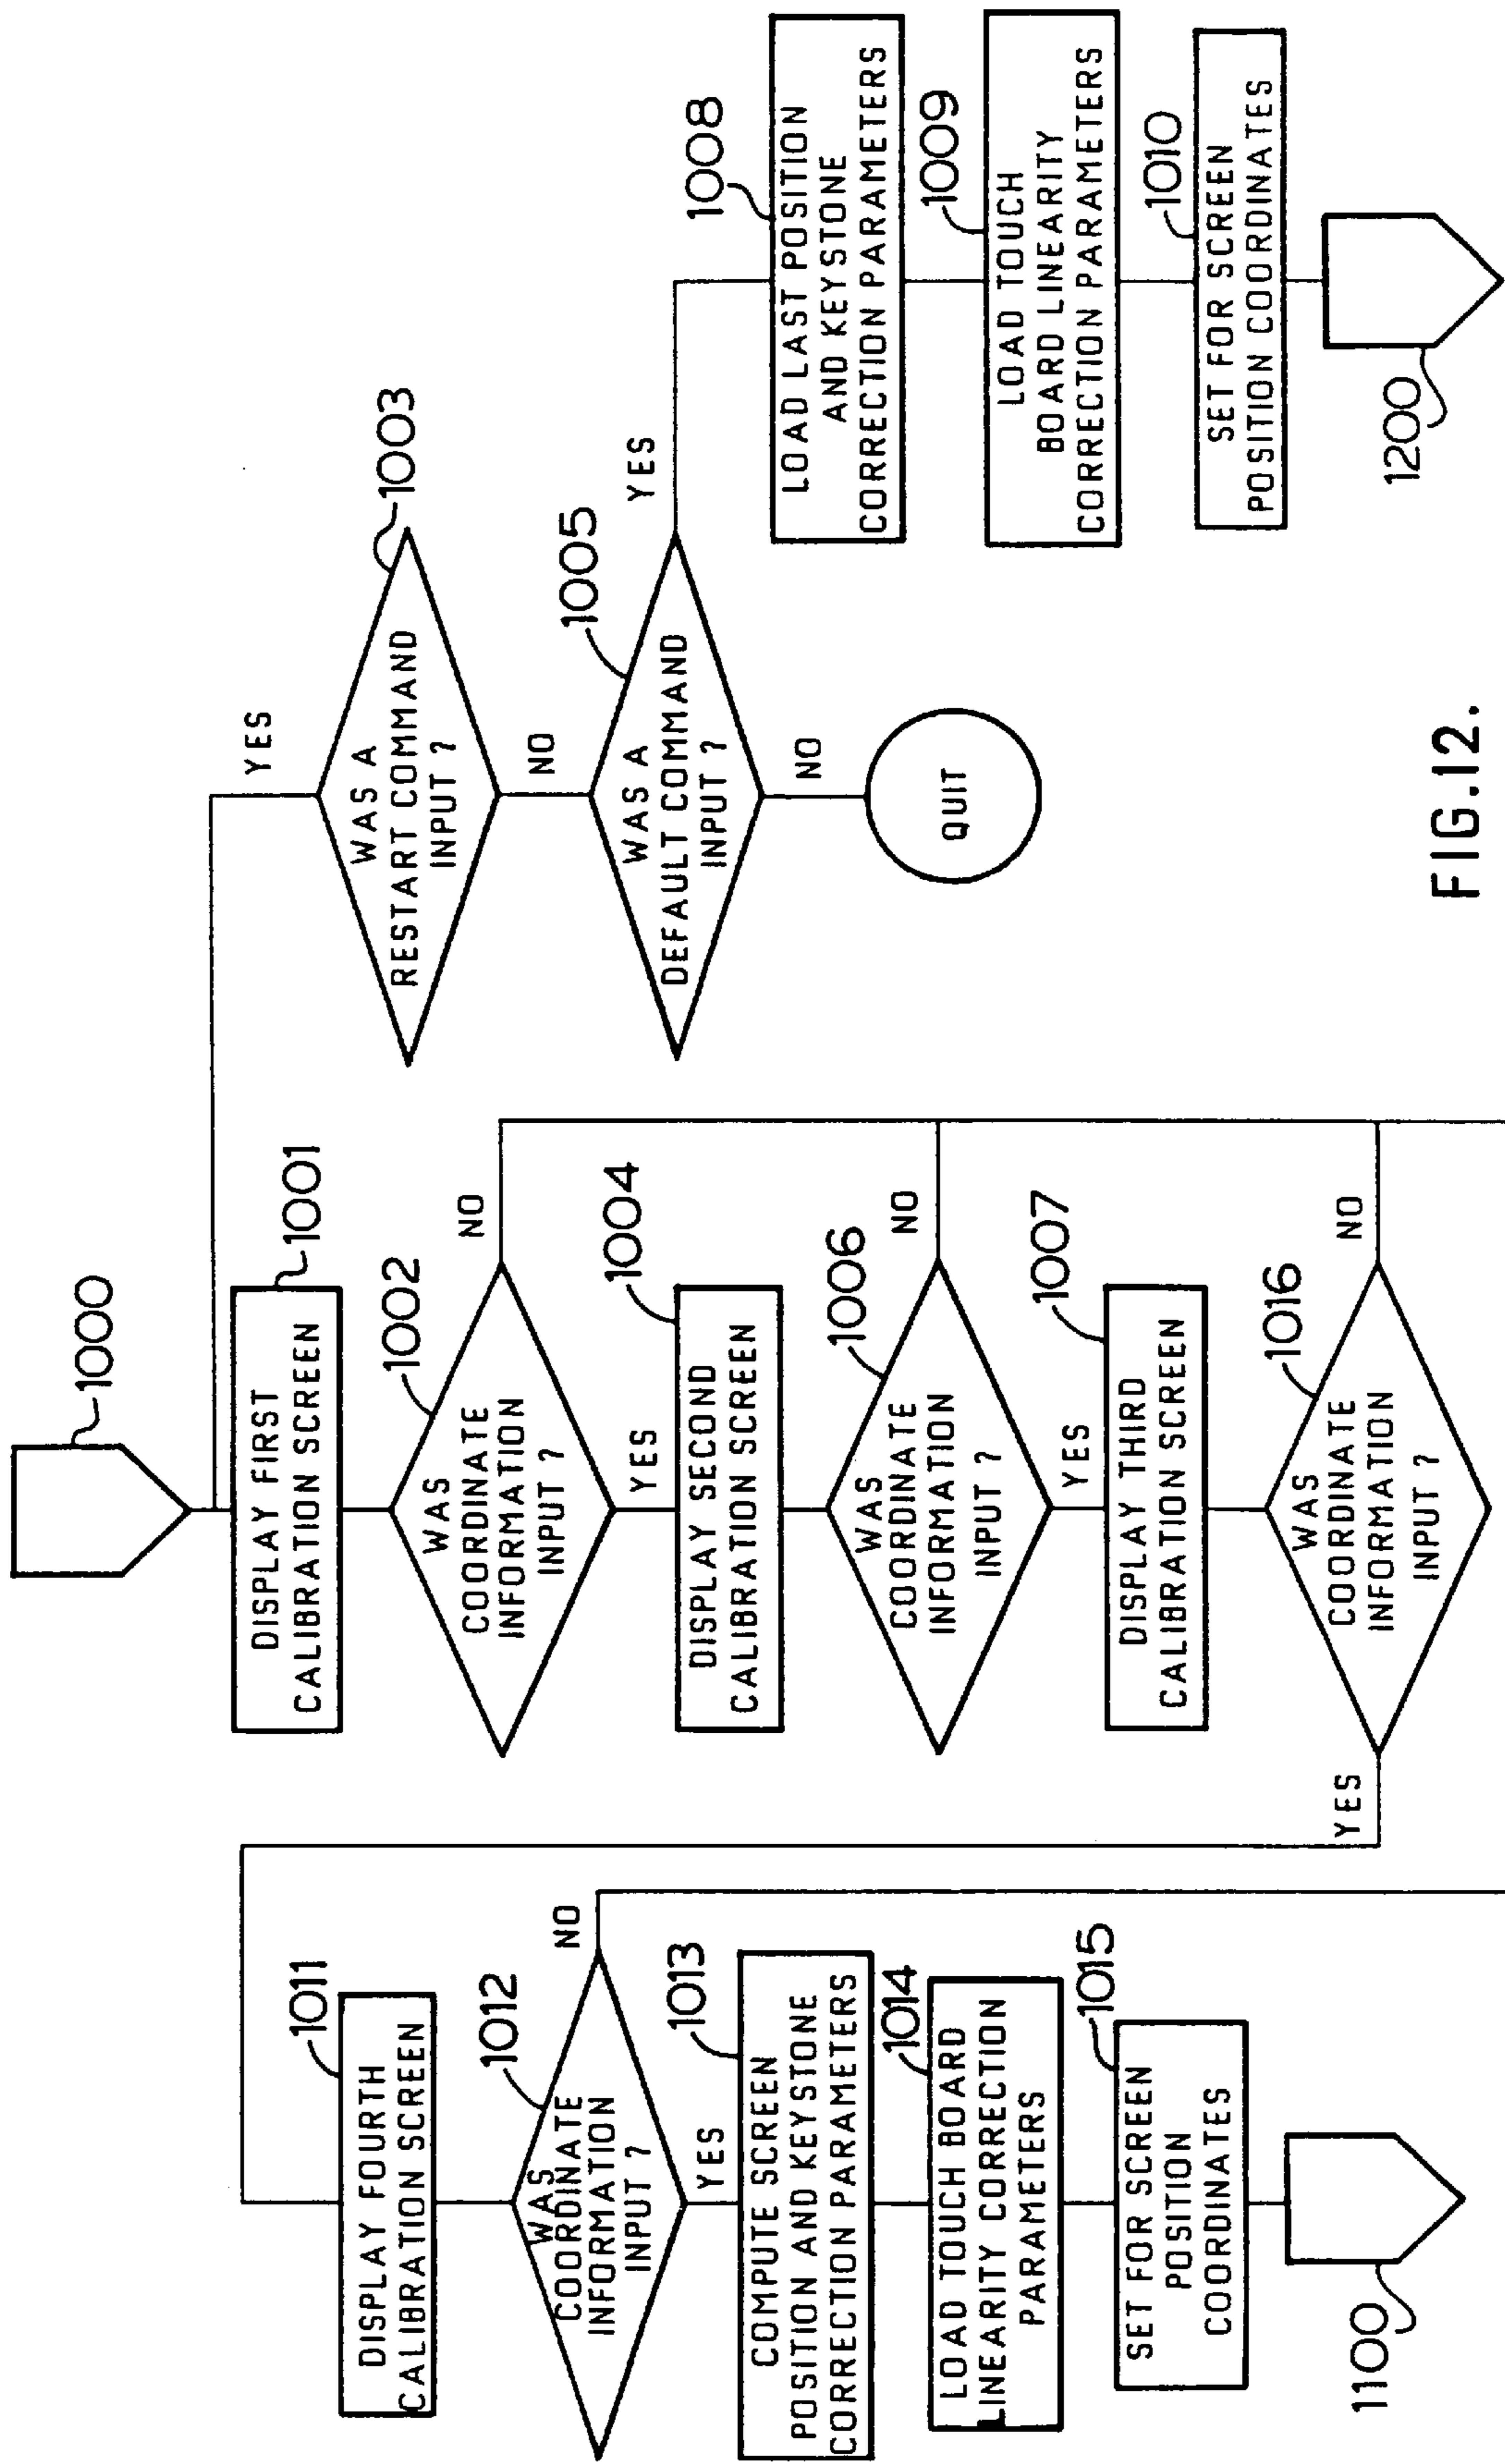 1000
DISPLAY FIRST
CALIBRATION SCREEN
1001
WAS
COORDINATE
INFORMATION
INPUT ?
1002
NO
YES
DISPLAY SECOND
CALIBRATION SCREEN
1004
WAS
COORDINATE
INFORMATION
INPUT ?
1006
NO
YES
DISPLAY THIRD
CALIBRATION SCREEN
1007
WAS
COORDINATE
INFORMATION
INPUT ?
1016
NO
YES
DISPLAY FOURTH
CALIBRATION SCREEN
1011
WAS
COORDINATE
INFORMATION
INPUT ?
1012
NO
YES
COMPUTE SCREEN
POSITION AND KEYSTONE
CORRECTION PARAMETERS
1013
LOAD TOUCH BOARD
LINEARITY CORRECTION
PARAMETERS
1014
SET FOR SCREEN
POSITION
COORDINATES
1015
1100
YES
WAS A
RESTART COMMAND
INPUT ?
1003
NO
WAS A
DEFAULT COMMAND
INPUT ?
1005
YES
NO
QUIT
LOAD LAST POSITION
AND KEYSTONE
CORRECTION PARAMETERS
1008
LOAD TOUCH
BOARD LINEARITY
CORRECTION PARAMETERS
1009
SET FOR SCREEN
POSITION COORDINATES
1010
1200
FIG.12.